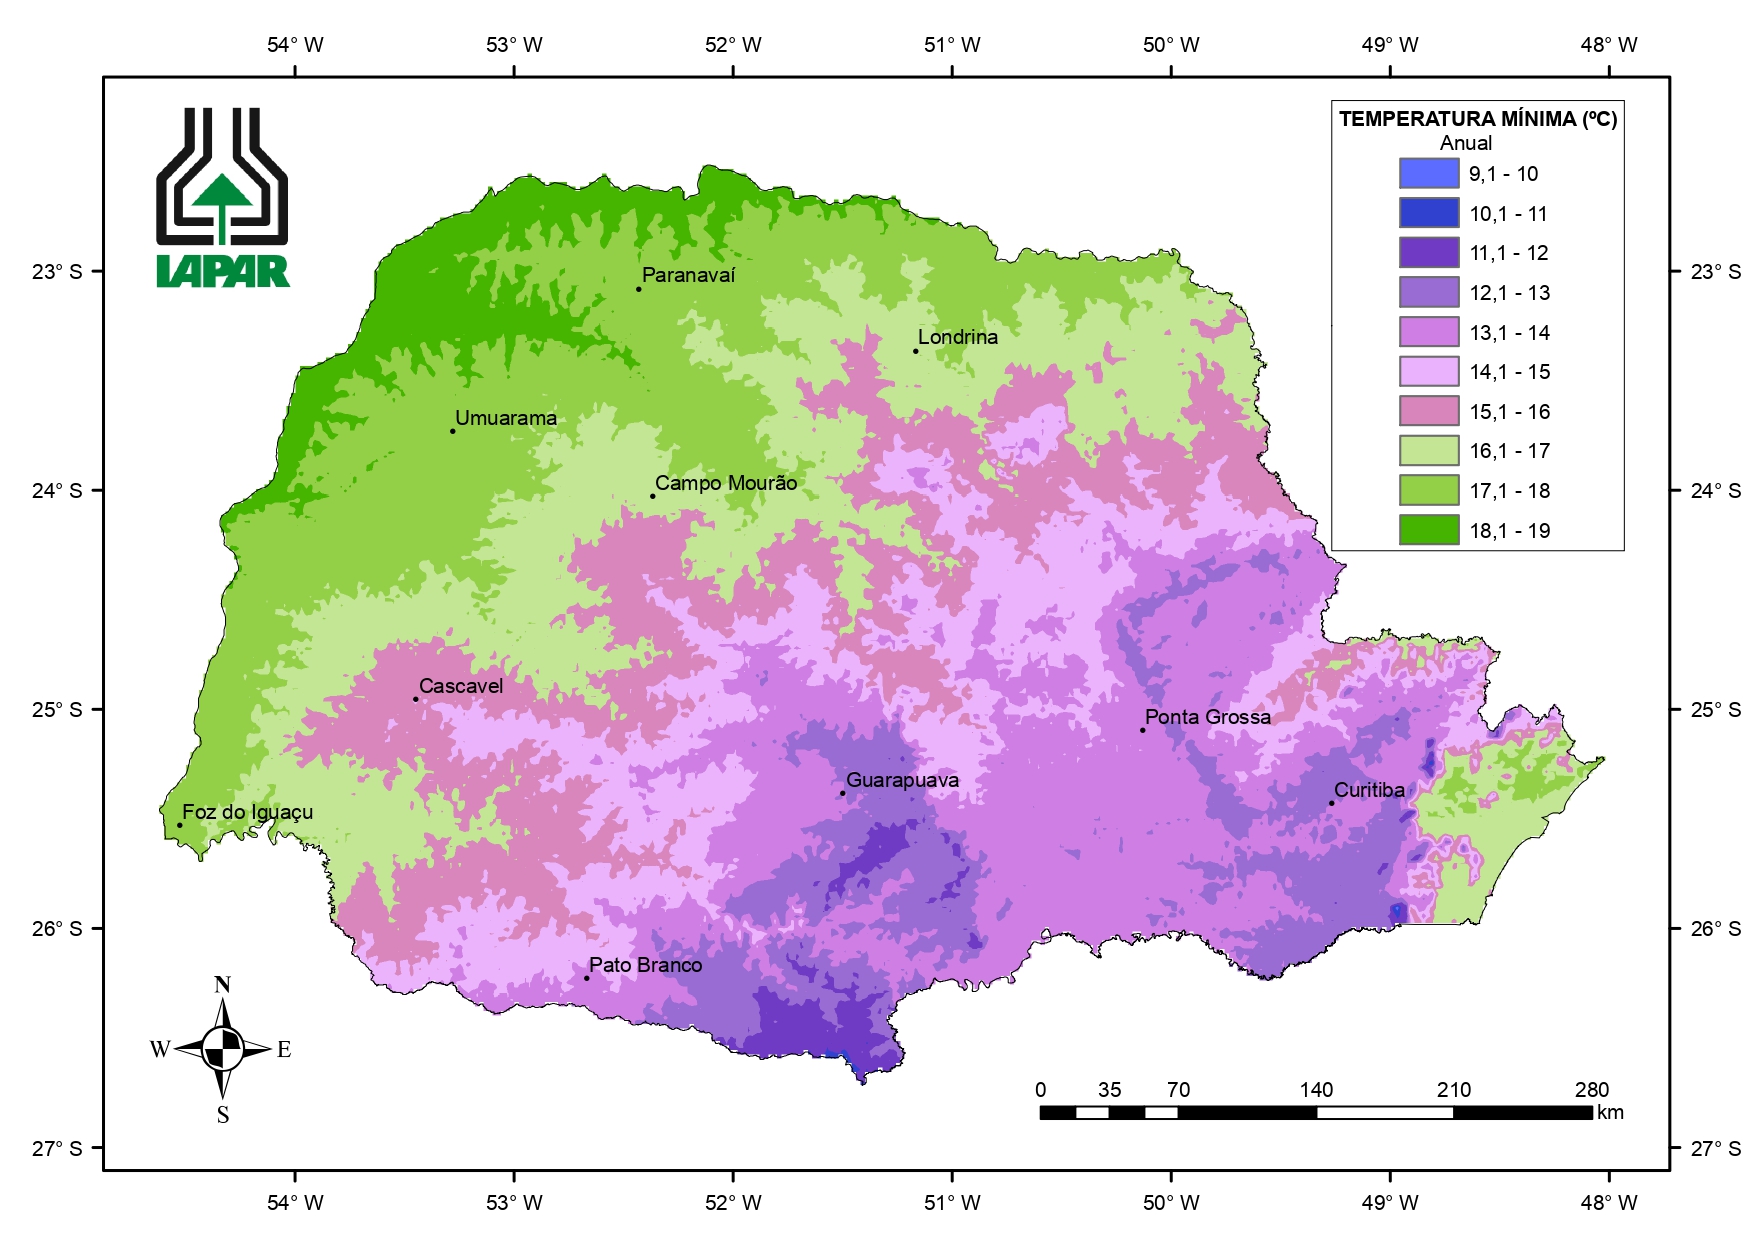 54° W 53° W 52° W 51° W 50° W 49° W 48° W
TEMPERATURA MÍNIMA (ºC)
Anual
9,1 - 10
10,1 - 11
11,1 - 12
12,1 - 13
13,1 - 14
14,1 - 15
15,1 - 16
16,1 - 17
17,1 - 18
18,1 - 19
IAPAR
23° S 23° S
Paranavaí
Londrina
Umuarama
Campo Mourão
24° S 24° S
Cascavel
25° S 25° S
Ponta Grossa
Guarapuava
Curitiba
Foz do Iguaçu
26° S 26° S
Pato Branco
N
W E
S
0 35 70 140 210 280
km
27° S 27° S
54° W 53° W 52° W 51° W 50° W 49° W 48° W